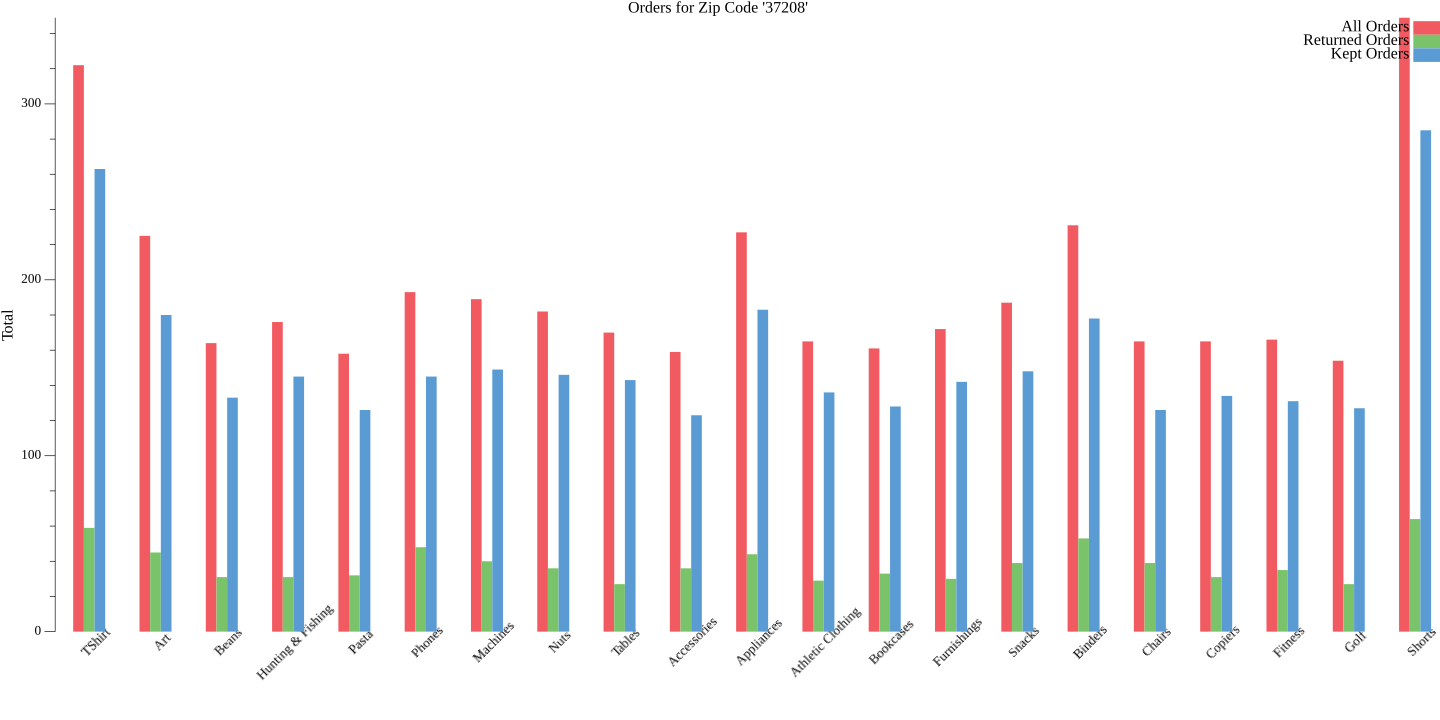 Orders for Zip Code '37208'
All Orders
Returned Orders
Kept Orders
300
200
100
0
Total
TShirt
Art
Beans
Hunting & Fishing
Pasta
Phones
Machines
Nuts
Tables
Accessories
Appliances
Athletic Clothing
Bookcases
Furnishings
Snacks
Binders
Chairs
Copiers
Fitness
Golf
Shorts